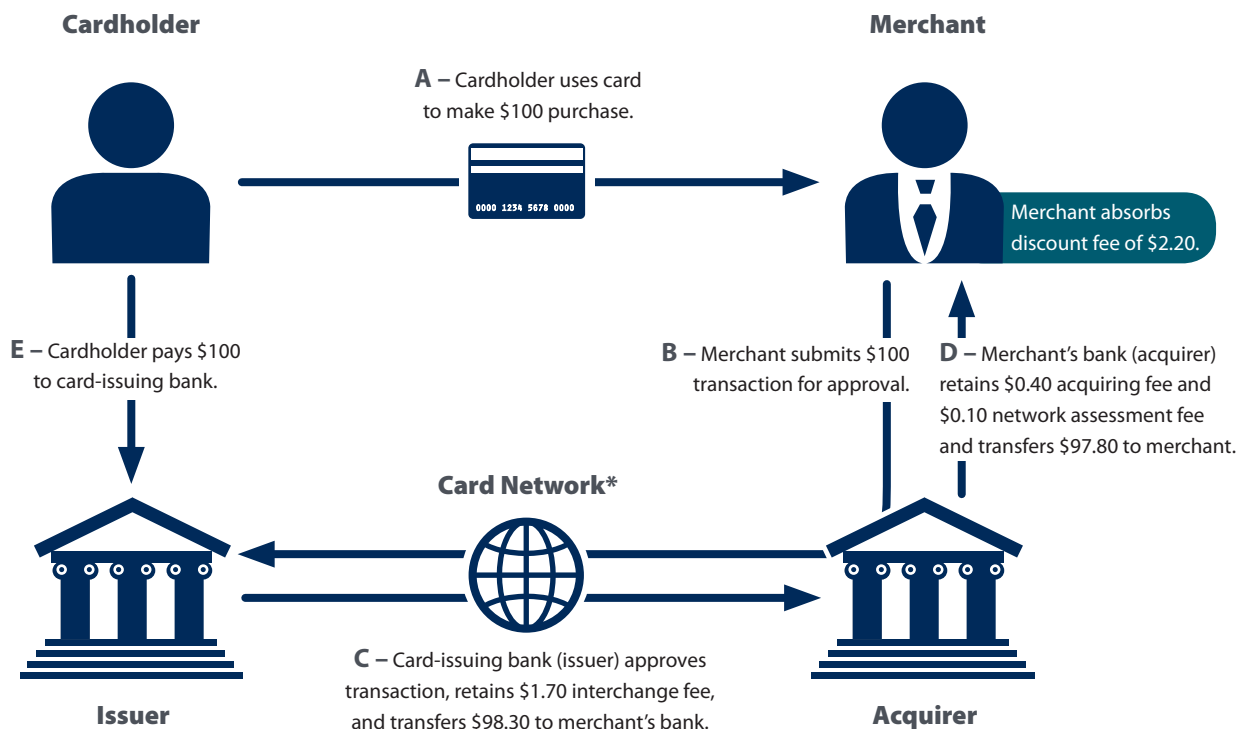 Cardholder
Merchant
A – Cardholder uses card
to make $100 purchase.
0000 1234 5678 0000
Merchant absorbs
discount fee of $2.20.
E – Cardholder pays $100
to card-issuing bank.
B – Merchant submits $100
transaction for approval.
D – Merchant’s bank (acquirer)
retains $0.40 acquiring fee and
$0.10 network assessment fee
and transfers $97.80 to merchant.
Card Network*
C – Card-issuing bank (issuer) approves
transaction, retains $1.70 interchange fee,
and transfers $98.30 to merchant’s bank.
Issuer
Acquirer